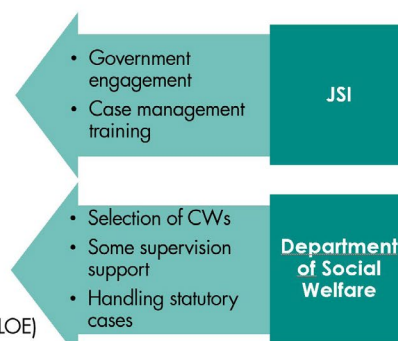 • Government
engagement
• Case management
training
JSI
• Selection of CWs
• Some supervision
support
• Handling statutory
cases
Department
of Social
Welfare
LOE)